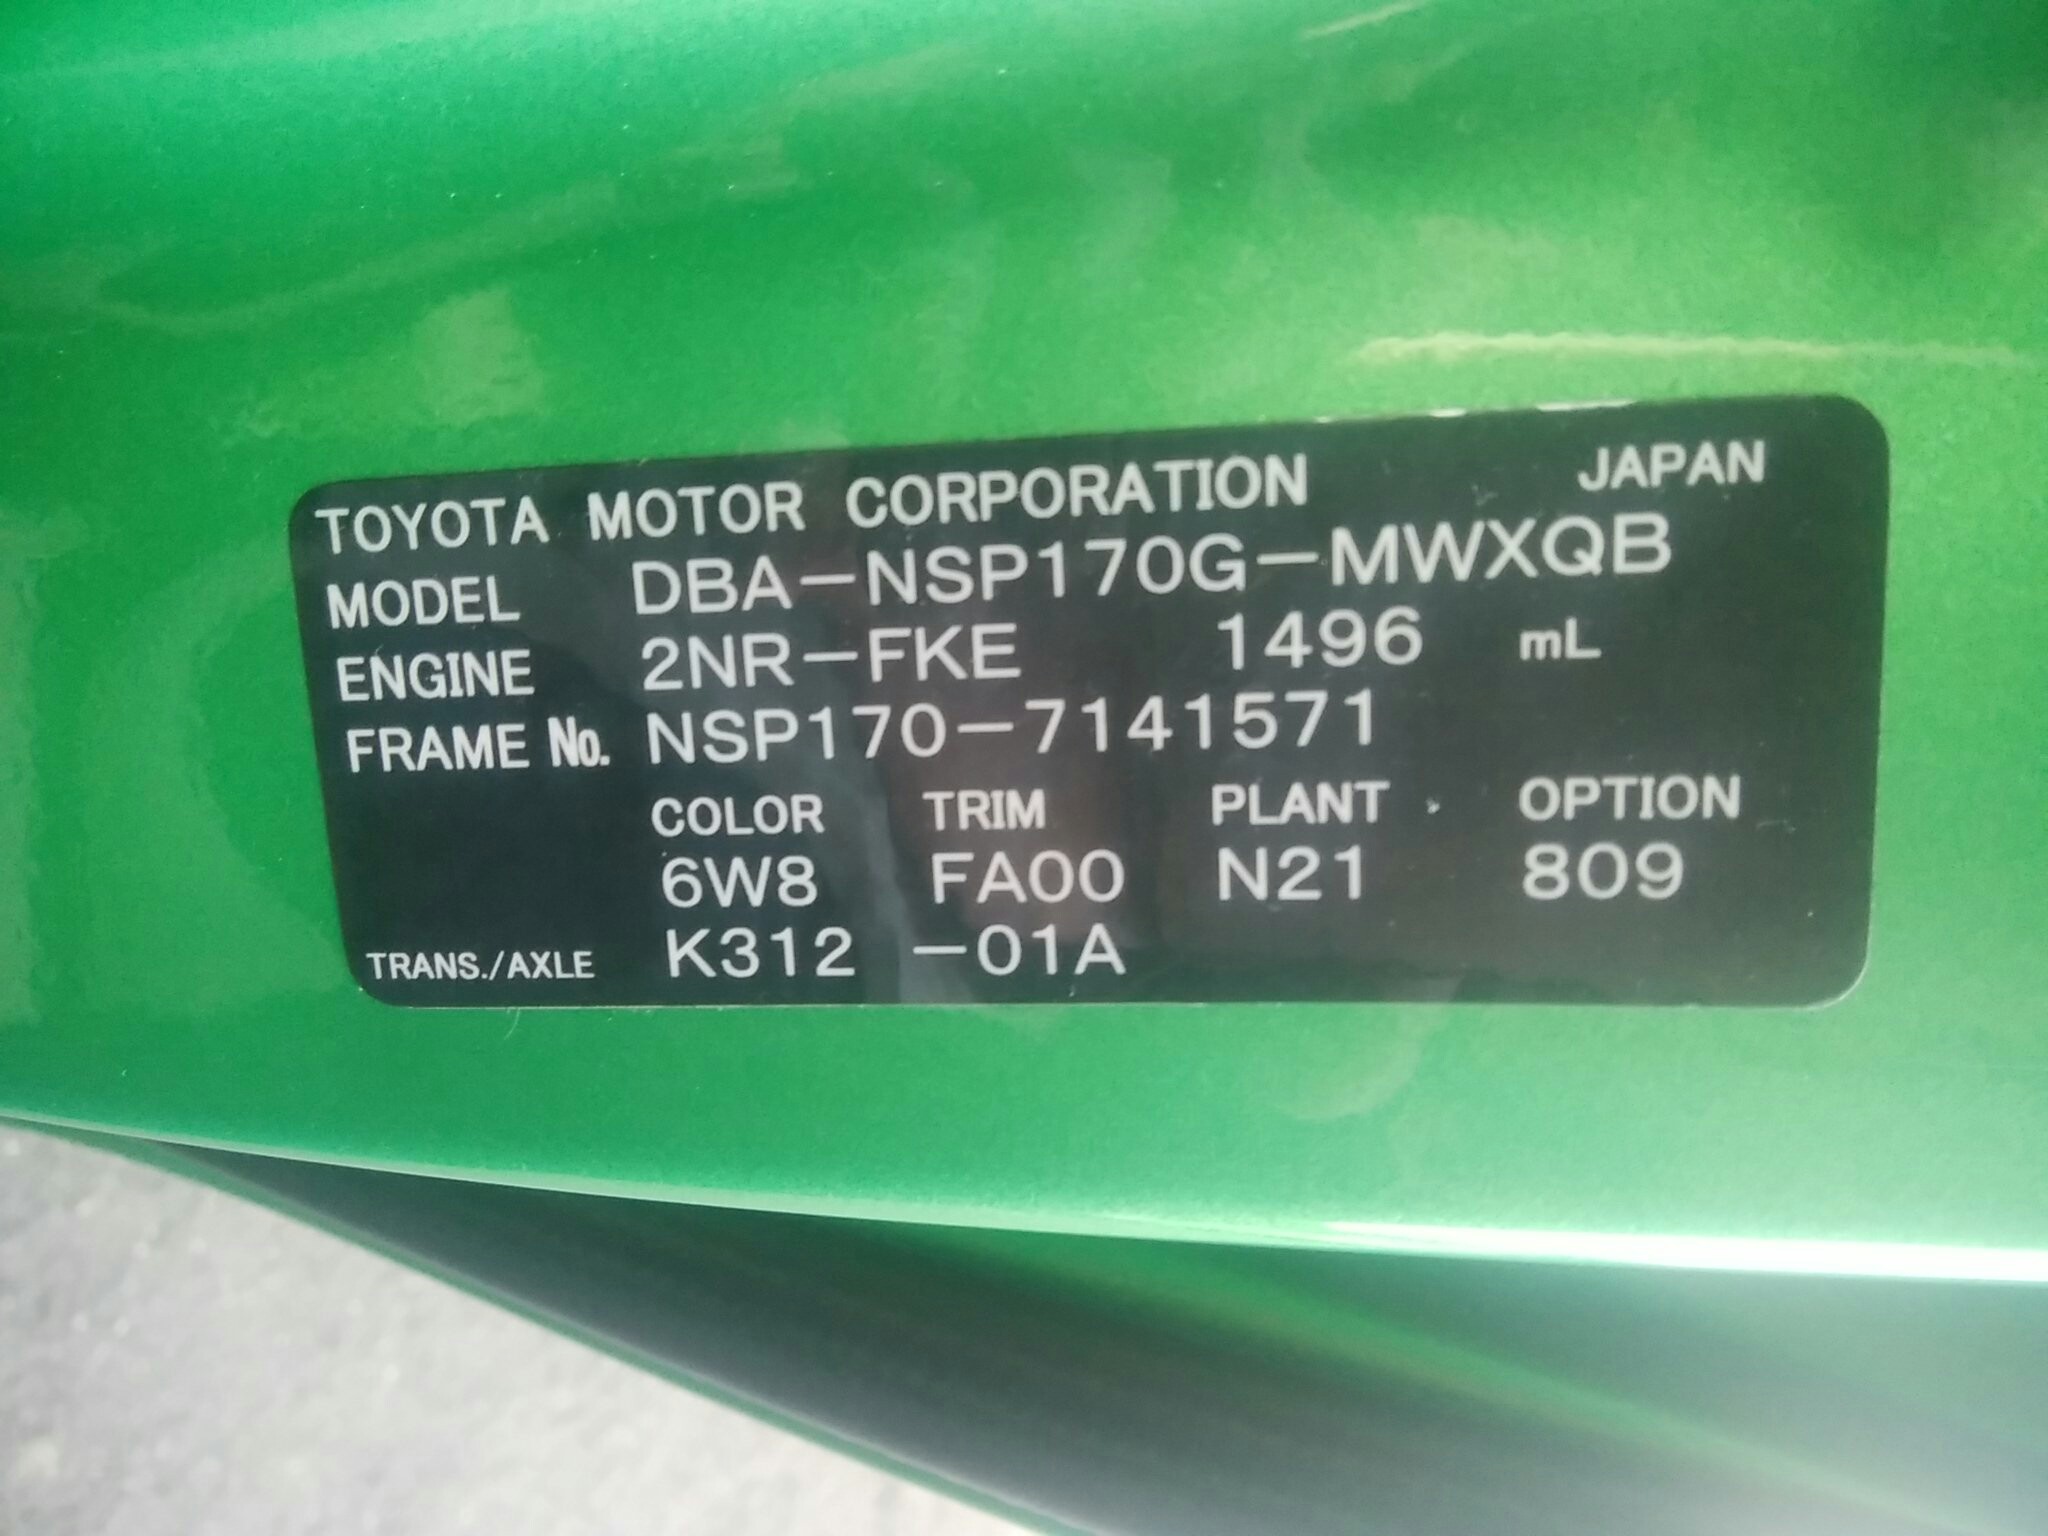 TOYOTA MOTOR CORPORATION JAPAN
MODEL DBA-NSP170G-MWXQB
ENGINE 2NR-FKE 1496 mL
FRAME No. NSP170-7141571
COLOR TRIM PLANT OPTION
6W8 FA00 N21 809
TRANS./AXLE K312 -01A